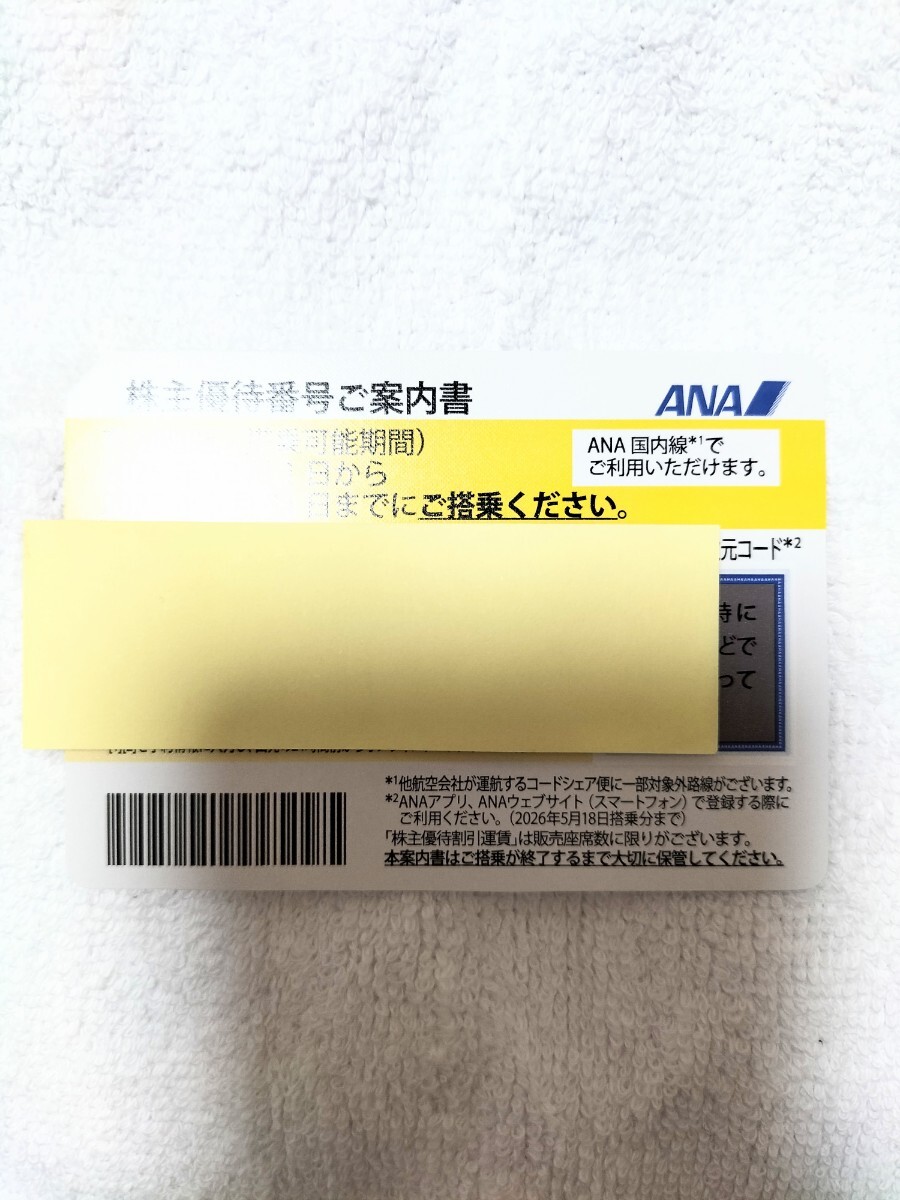 株主優待番号ご案内書
ANA
可能期間）
日から
日までにご搭乗ください。
ANA 国内線*1で
ご利用いただけます。
元コード*2
時に
どで
って
*1他航空会社が運航するコードシェア便に一部対象外路線がございます。
*2ANAアプリ、ANAウェブサイト（スマートフォン）で登録する際に
ご利用ください。（2026年5月18日搭乗分まで）
「株主優待割引運賃」は販売座席数に限りがございます。
本案内書はご搭乗が終了するまで大切に保管してください。